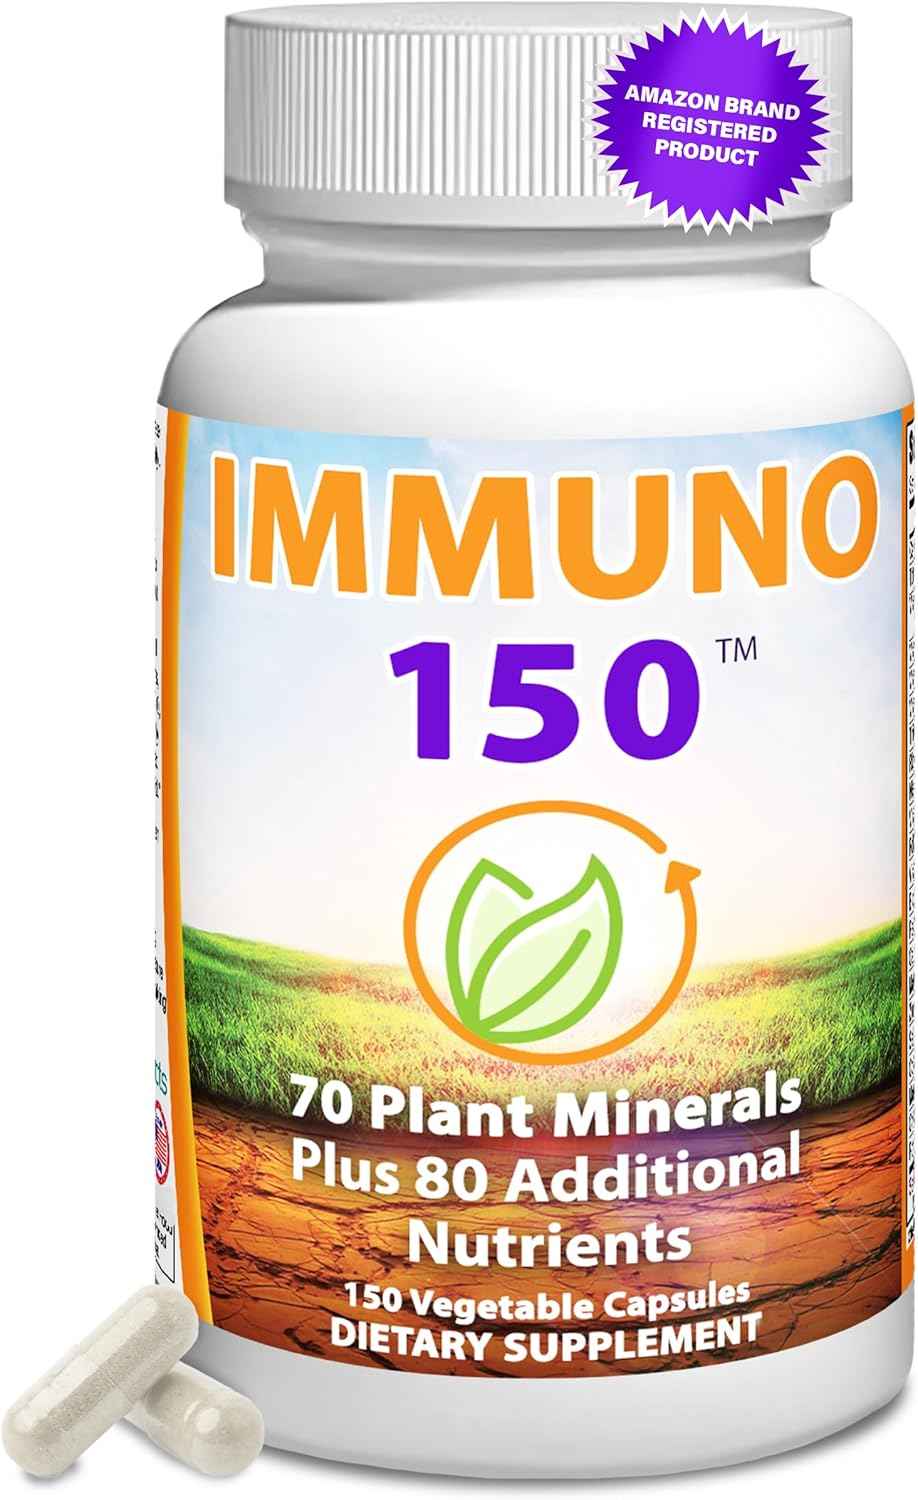 AMAZON BRAND
REGISTERED
PRODUCT
IMMUNO
150™
70 Plant Minerals
Plus 80 Additional
Nutrients
150 Vegetable Capsules
DIETARY SUPPLEMENT